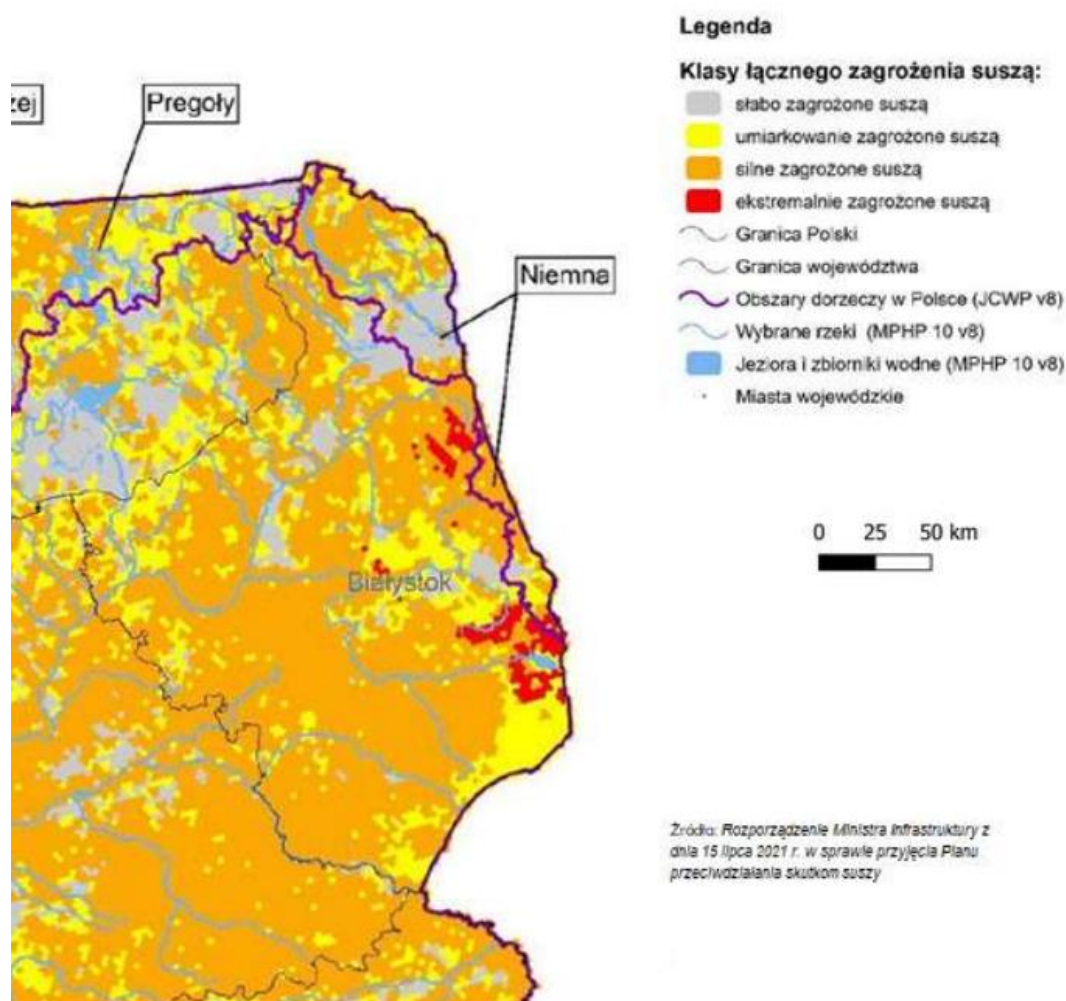 Legenda
Klasy łącznego zagrożenia suszą:
słabo zagrożone suszą
umiarkowanie zagrożone suszą
silne zagrożone suszą
ekstremalnie zagrożone suszą
Granica Polski
Granica województwa
Obszary dorzeczy w Polsce (JCWP v8)
Wybrane rzeki (MPHP 10 v8)
Jeziora i zbiorniki wodne (MPHP 10 v8)
Miasta wojewódzkie
zej
Pregoły
Niemna
Białystok
0 25 50 km
Źródło: Rozporządzenie Ministra Infrastruktury z
dnia 15 lipca 2021 r. w sprawie przyjęcia Planu
przeciwdziałania skutkom suszy